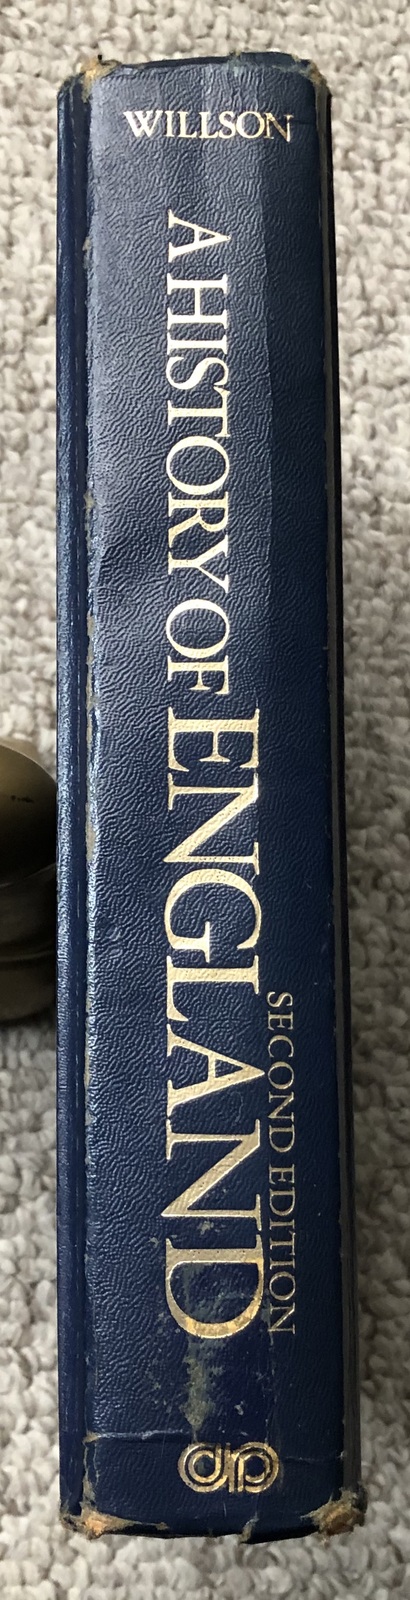 WILLSON
A HISTORY OF ENGLAND
SECOND EDITION